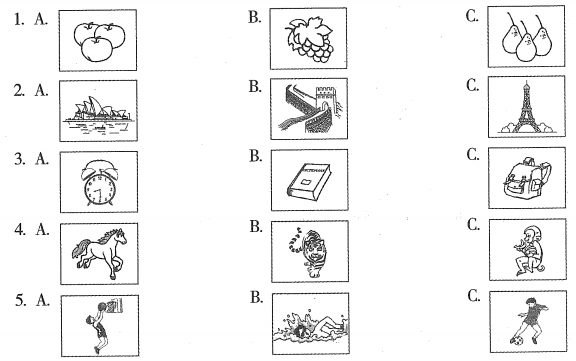 1. A. B. C.
2. A. B. C.
3. A. B. C.
4. A. B. C.
5. A. B. C.